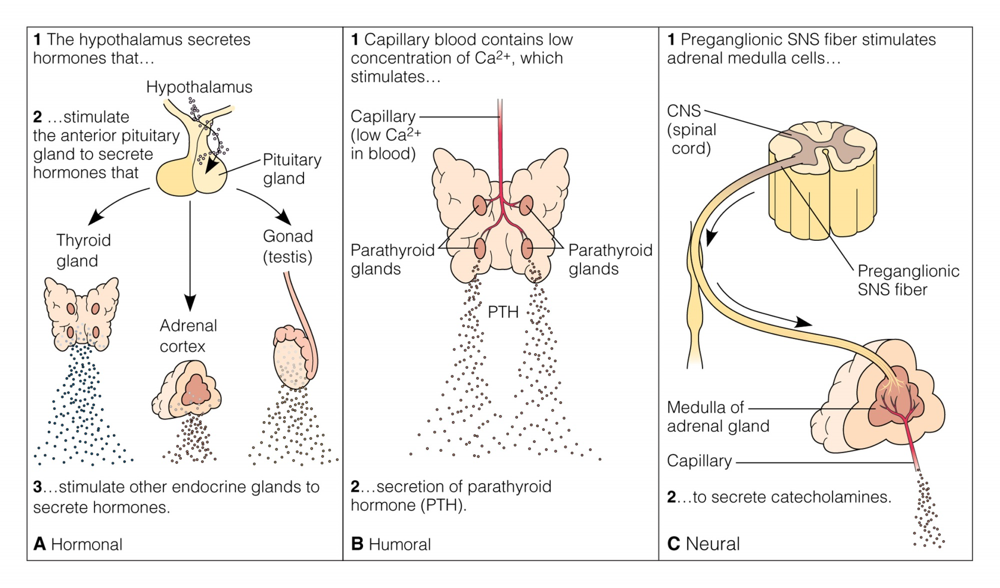 1 The hypothalamus secretes
hormones that…
Hypothalamus
2 …stimulate
the anterior pituitary
gland to secrete
hormones that
Pituitary
gland
Thyroid
gland
Gonad
(testis)
Adrenal
cortex
3…stimulate other endocrine glands to
secrete hormones.
A Hormonal
1 Capillary blood contains low
concentration of Ca2+, which
stimulates…
Capillary
(low Ca2+
in blood)
Parathyroid
glands
Parathyroid
glands
PTH
2…secretion of parathyroid
hormone (PTH).
B Humoral
1 Preganglionic SNS fiber stimulates
adrenal medulla cells…
CNS
(spinal
cord)
Preganglionic
SNS fiber
Medulla of
adrenal gland
Capillary
2…to secrete catecholamines.
C Neural